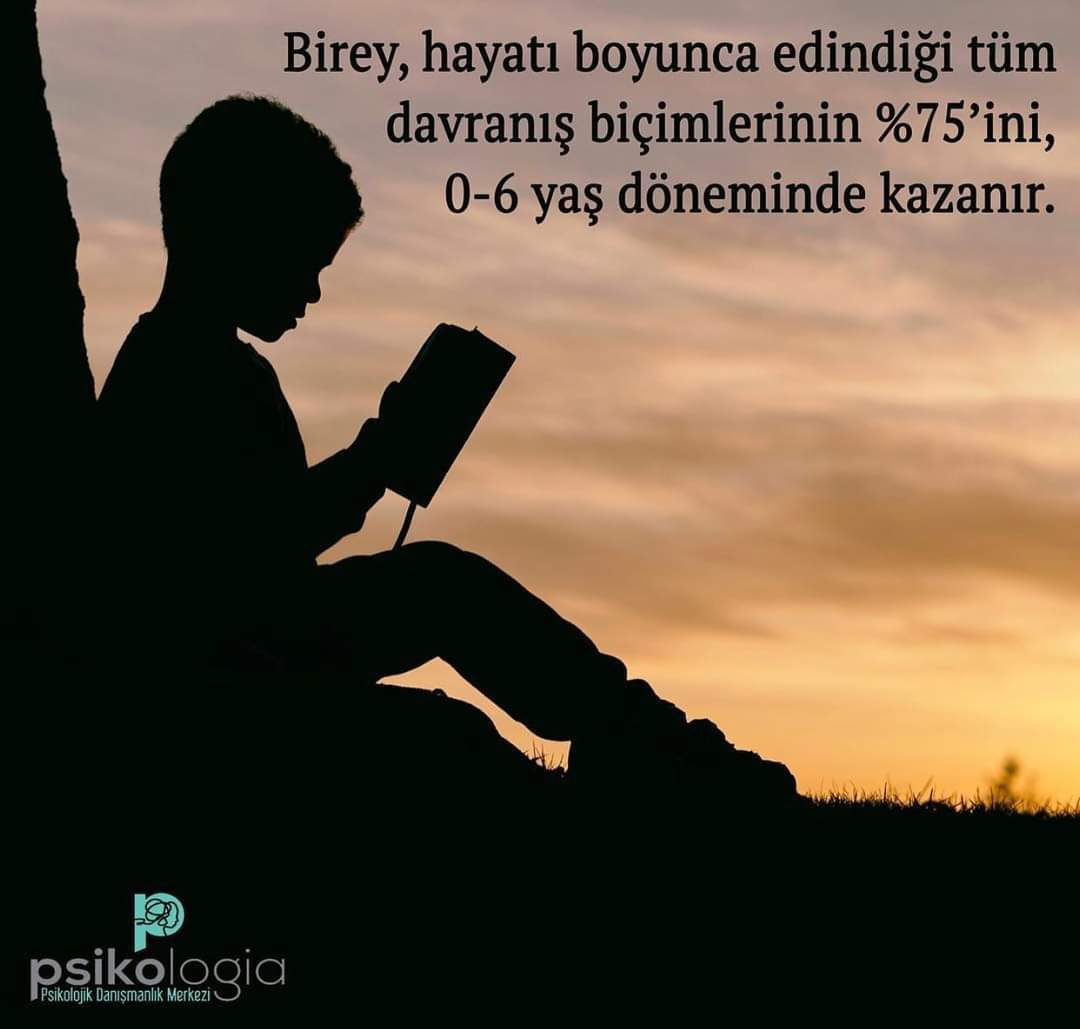 Birey, hayatı boyunca edindiği tüm
davranış biçimlerinin %75’ini,
0-6 yaş döneminde kazanır.
psikologia
Psikolojik Danışmanlık Merkezi